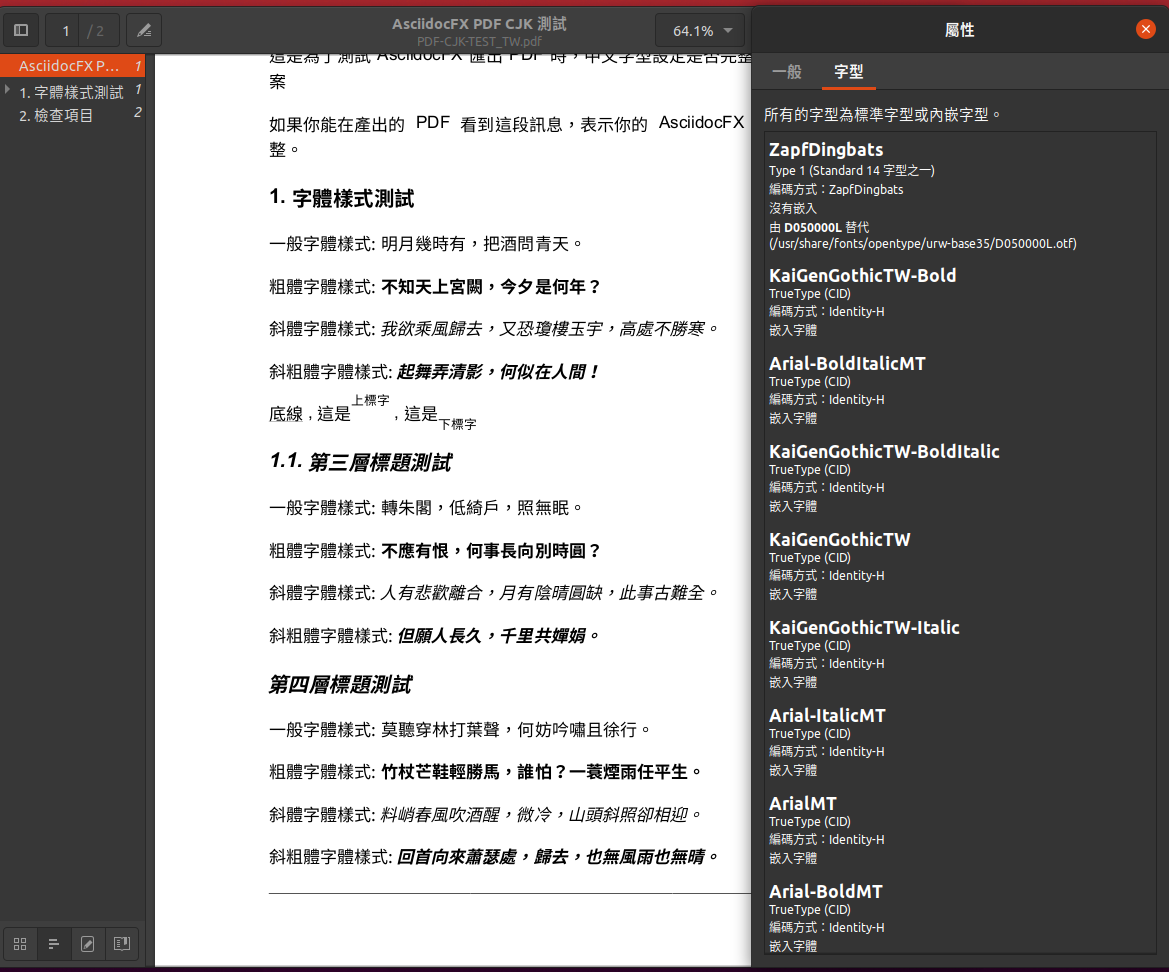 1 / 2
AsciidocFX PDF CJK 測試
PDF-CJK-TEST_TW.pdf
64.1%
AsciidocFX P… 1
1. 字體樣式測試 1
2. 檢查項目 2
這是為了測試 AsciidocFX 匯出 PDF 時，中文字型設定是否完整
案
如果你能在產出的 PDF 看到這段訊息，表示你的 AsciidocFX
整。
1. 字體樣式測試
一般字體樣式: 明月幾時有，把酒問青天。
粗體字體樣式: 不知天上宮闕，今夕是何年？
斜體字體樣式: 我欲乘風歸去，又恐瓊樓玉宇，高處不勝寒。
斜粗體字體樣式: 起舞弄清影，何似在人間！
底線 , 這是上標字 , 這是下標字
1.1. 第三層標題測試
一般字體樣式: 轉朱閣，低綺戶，照無眠。
粗體字體樣式: 不應有恨，何事長向別時圓？
斜體字體樣式: 人有悲歡離合，月有陰晴圓缺，此事古難全。
斜粗體字體樣式: 但願人長久，千里共嬋娟。
第四層標題測試
一般字體樣式: 莫聽穿林打葉聲，何妨吟嘯且徐行。
粗體字體樣式: 竹杖芒鞋輕勝馬，誰怕？一蓑煙雨任平生。
斜體字體樣式: 料峭春風吹酒醒，微冷，山頭斜照卻相迎。
斜粗體字體樣式: 回首向來蕭瑟處，歸去，也無風雨也無晴。
屬性
一般 字型
所有的字型為標準字型或內嵌字型。
ZapfDingbats
Type 1 (Standard 14 字型之一)
編碼方式：ZapfDingbats
沒有嵌入
由 D050000L 替代
(/usr/share/fonts/opentype/urw-base35/D050000L.otf)
KaiGenGothicTW-Bold
TrueType (CID)
編碼方式：Identity-H
嵌入字體
Arial-BoldItalicMT
TrueType (CID)
編碼方式：Identity-H
嵌入字體
KaiGenGothicTW-BoldItalic
TrueType (CID)
編碼方式：Identity-H
嵌入字體
KaiGenGothicTW
TrueType (CID)
編碼方式：Identity-H
嵌入字體
KaiGenGothicTW-Italic
TrueType (CID)
編碼方式：Identity-H
嵌入字體
Arial-ItalicMT
TrueType (CID)
編碼方式：Identity-H
嵌入字體
ArialMT
TrueType (CID)
編碼方式：Identity-H
嵌入字體
Arial-BoldMT
TrueType (CID)
編碼方式：Identity-H
嵌入字體